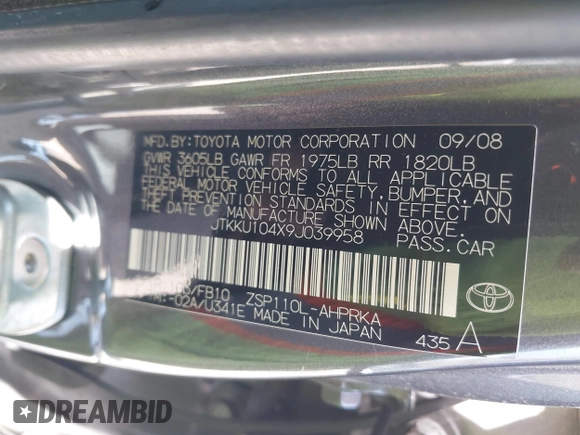 MFD.BY:TOYOTA MOTOR CORPORATION 09/08
GVWR 3605LB GAWR FR 1975LB RR 1820LB
THIS VEHICLE CONFORMS TO ALL APPLICABLE
FEDERAL MOTOR VEHICLE SAFETY, BUMPER, AND
THEFT PREVENTION STANDARDS IN EFFECT ON
THE DATE OF MANUFACTURE SHOWN ABOVE.
JTKKU104X9J039958 PASS.CAR
/FB10 ZSP110L-AHPRKA
-02A/U341E MADE IN JAPAN 435 A
TOYOTA
DREAMBID